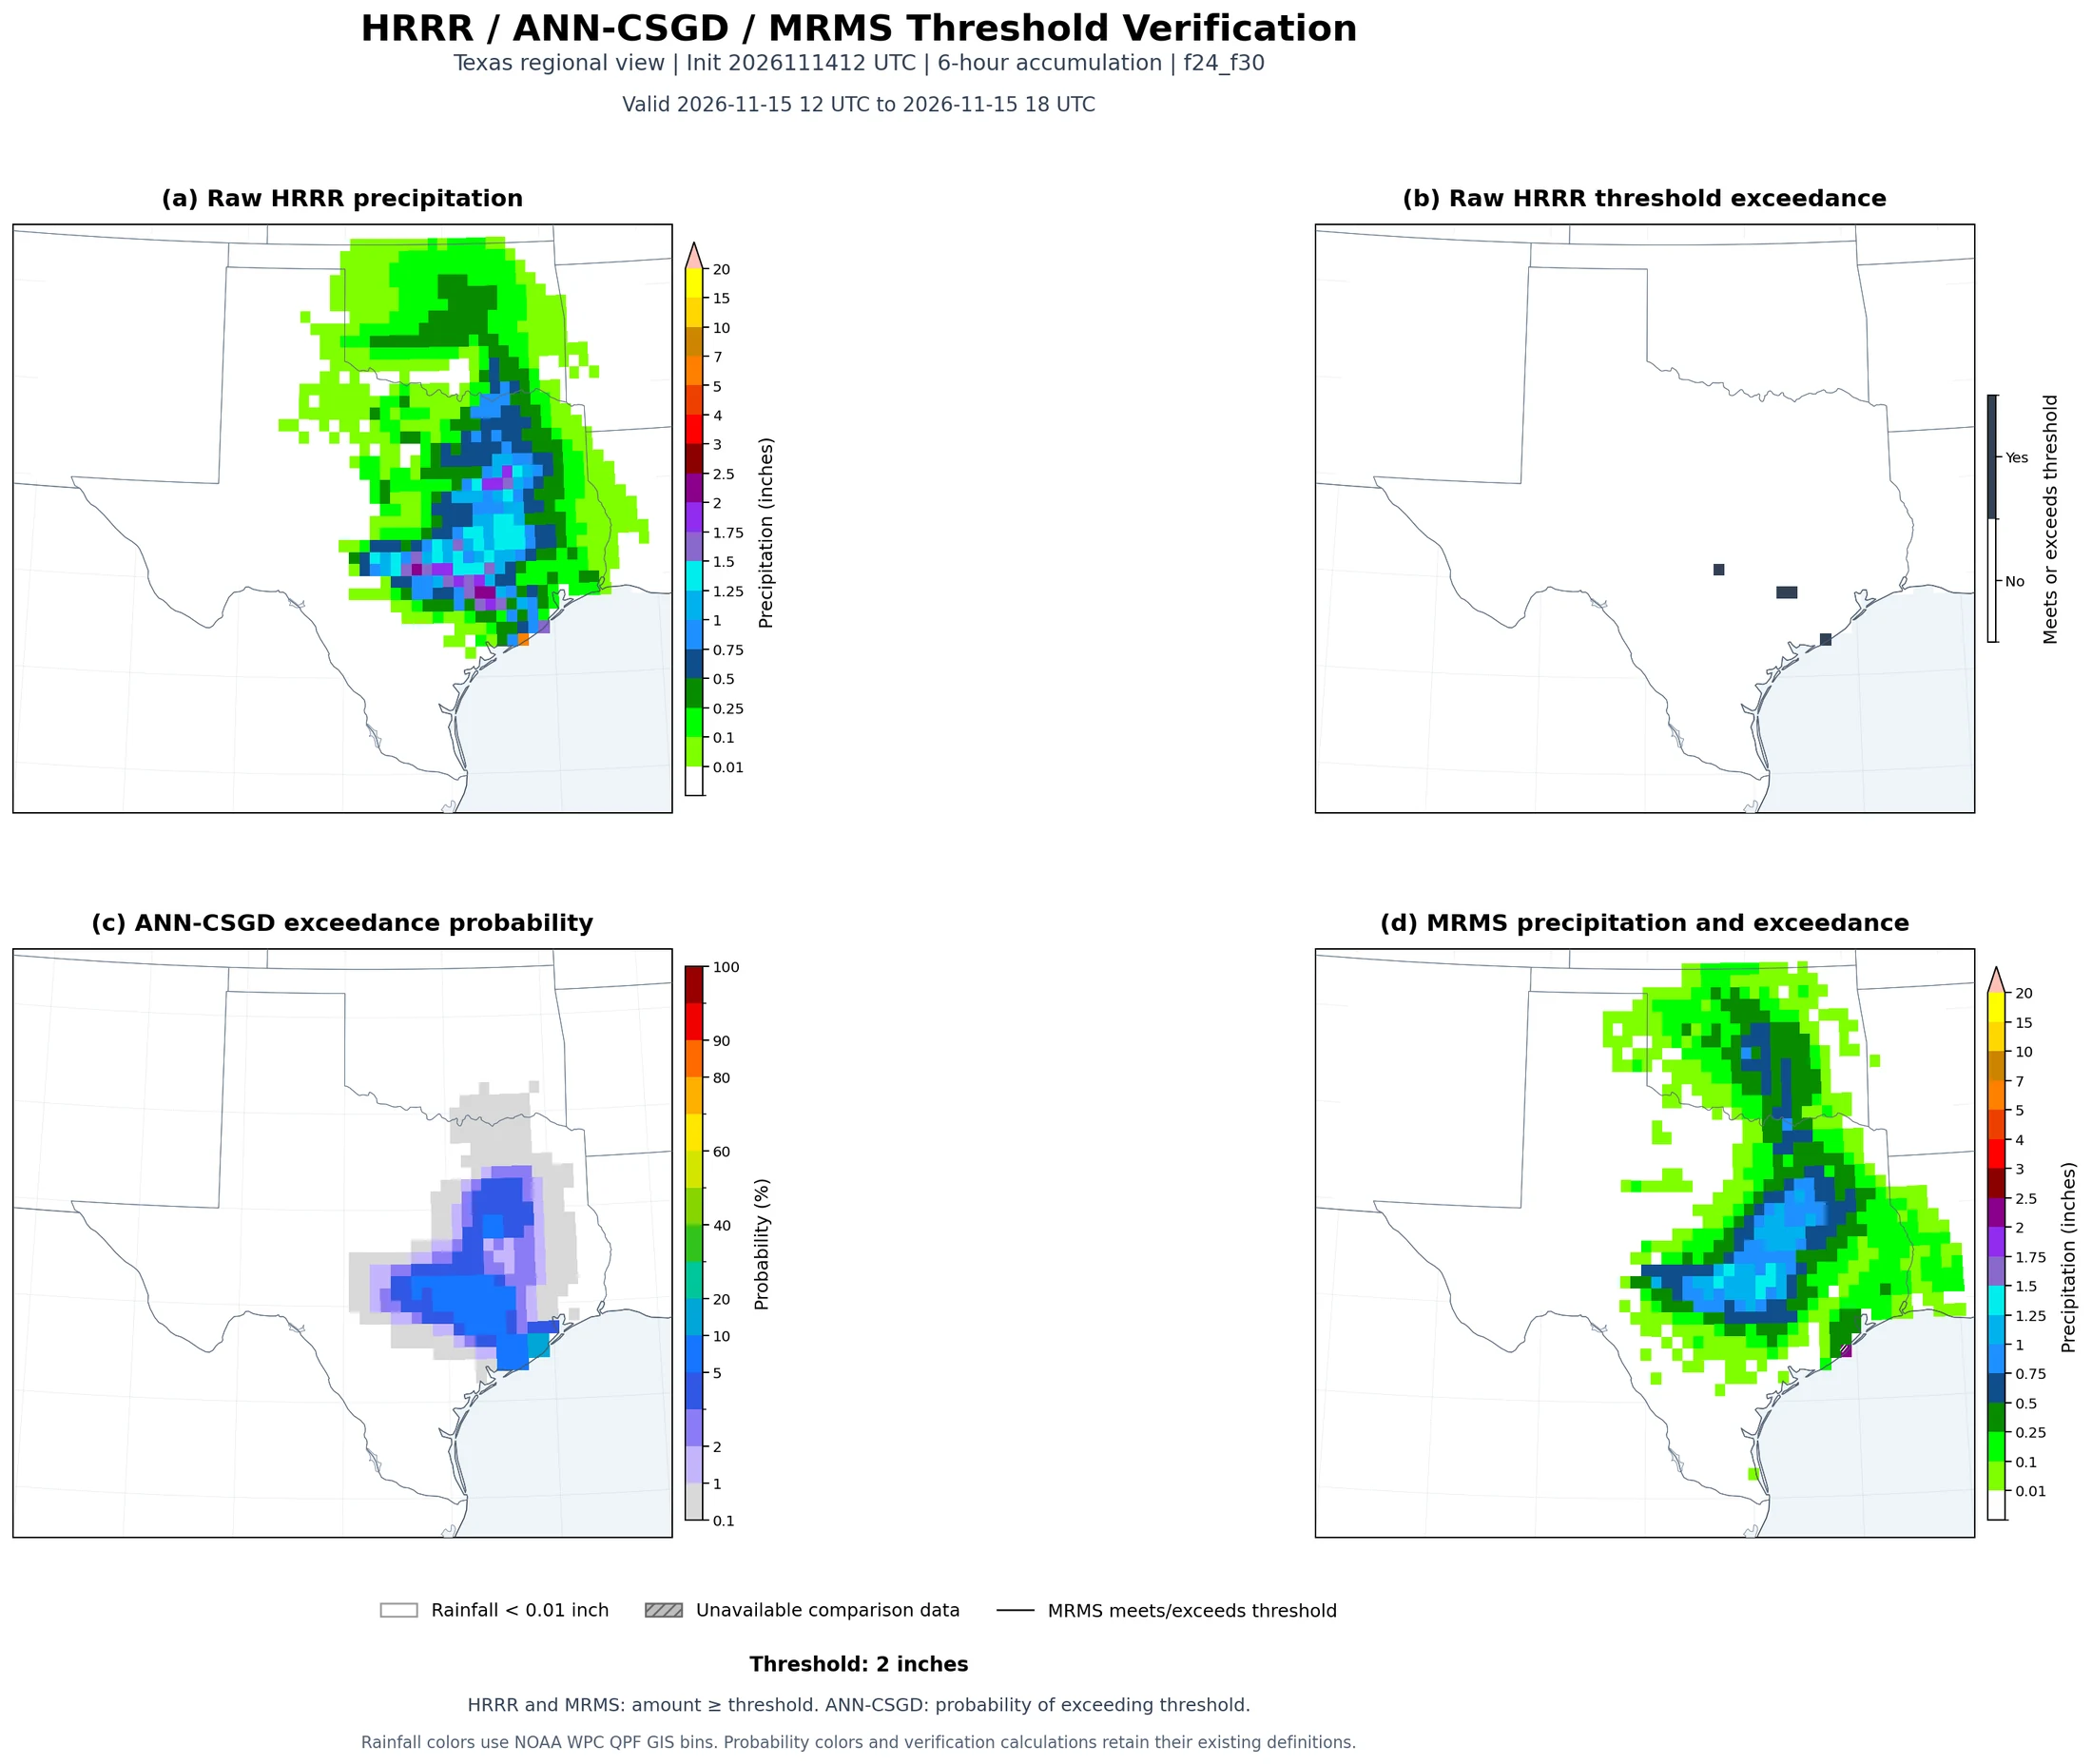 HRRR / ANN-CSGD / MRMS Threshold Verification
Texas regional view | Init 2026111412 UTC | 6-hour accumulation | f24_f30
Valid 2026-11-15 12 UTC to 2026-11-15 18 UTC
(a) Raw HRRR precipitation
20
15
10
7
5
4
3
2.5
2
1.75
1.5
1.25
1
0.75
0.5
0.25
0.1
0.01
Precipitation (inches)
(b) Raw HRRR threshold exceedance
Yes
No
Meets or exceeds threshold
(c) ANN-CSGD exceedance probability
100
90
80
60
40
20
10
5
2
1
0.1
Probability (%)
(d) MRMS precipitation and exceedance
20
15
10
7
5
4
3
2.5
2
1.75
1.5
1.25
1
0.75
0.5
0.25
0.1
0.01
Precipitation (inches)
Rainfall < 0.01 inch
Unavailable comparison data
MRMS meets/exceeds threshold
Threshold: 2 inches
HRRR and MRMS: amount ≥ threshold. ANN-CSGD: probability of exceeding threshold.
Rainfall colors use NOAA WPC QPF GIS bins. Probability colors and verification calculations retain their existing definitions.